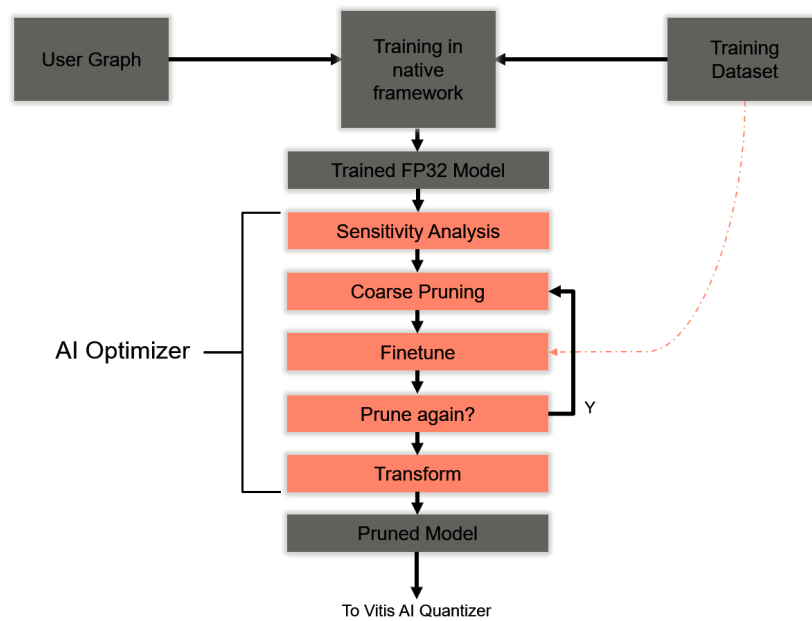 User Graph
Training in
native
framework
Training
Dataset
Trained FP32 Model
Sensitivity Analysis
Coarse Pruning
AI Optimizer
Finetune
Prune again?
Y
Transform
Pruned Model
To Vitis AI Quantizer